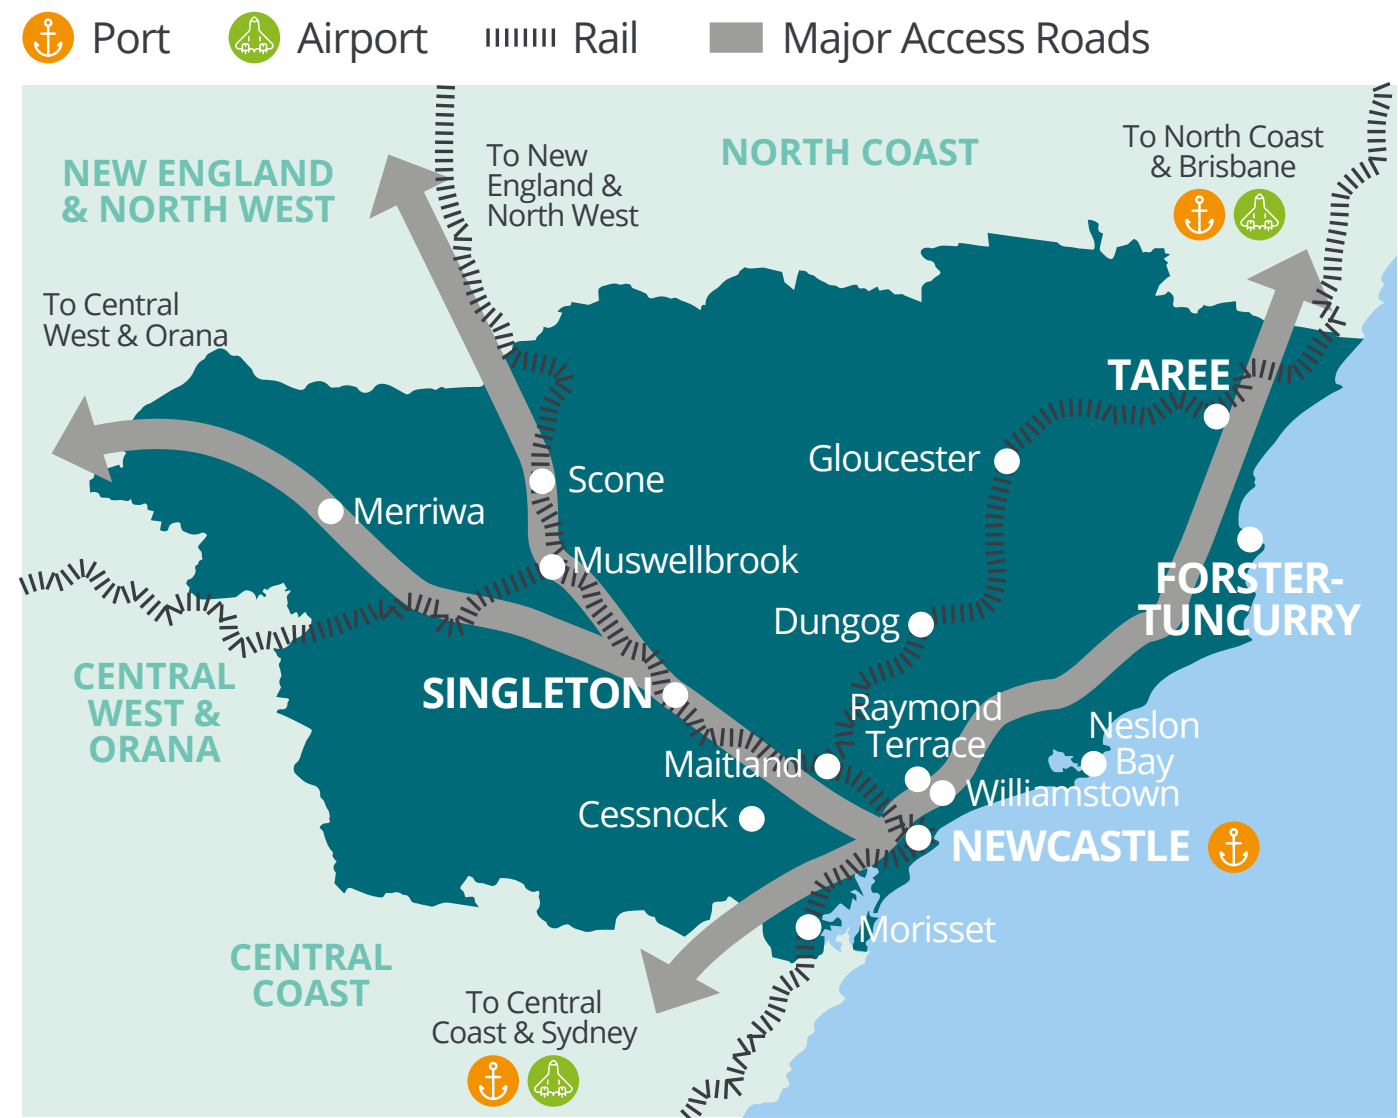 Port
Airport
Rail
Major Access Roads
To New
England &
North West
NORTH COAST
To North Coast
& Brisbane
NEW ENGLAND
& NORTH WEST
To Central
West & Orana
TAREE
Gloucester
Scone
Merriwa
Muswellbrook
FORSTER-
TUNCURRY
Dungog
CENTRAL
WEST &
ORANA
SINGLETON
Raymond
Terrace
Neslon
Bay
Maitland
Williamstown
Cessnock
NEWCASTLE
Morisset
CENTRAL
COAST
To Central
Coast & Sydney